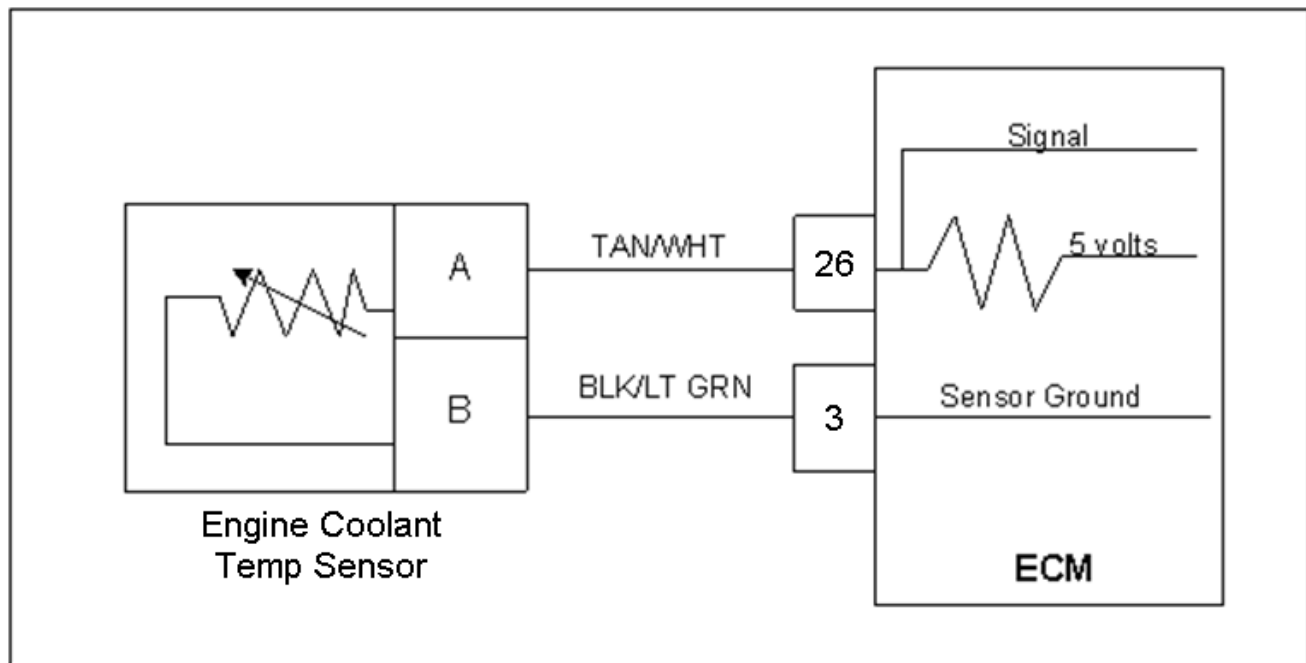 Signal
TAN/WHT
26
5 volts
A
BLK/LT GRN
3
Sensor Ground
B
Engine Coolant
Temp Sensor
ECM